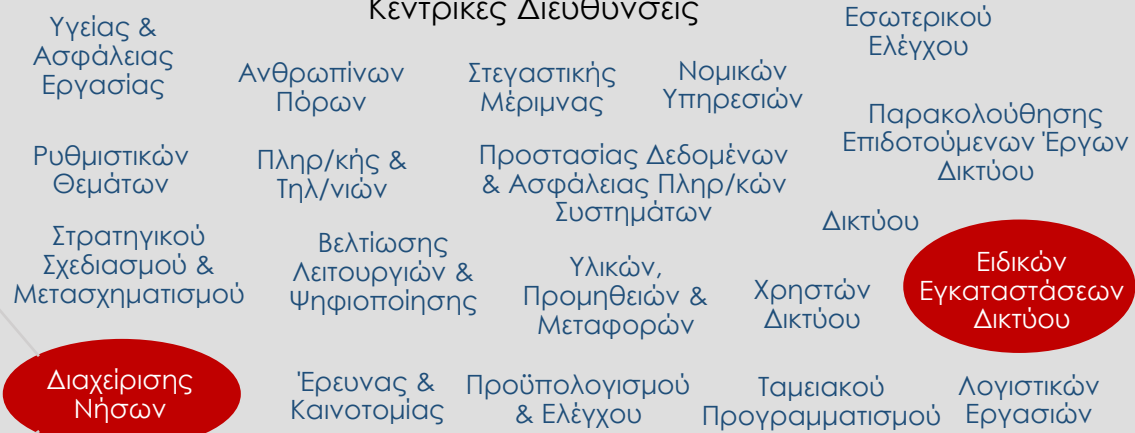 Κεντρικές Διευθύνσεις
Υγείας &
Ασφάλειας
Εργασίας
Ανθρωπίνων
Πόρων
Στεγαστικής
Μέριμνας
Νομικών
Υπηρεσιών
Εσωτερικού
Ελέγχου
Ρυθμιστικών
Θεμάτων
Πληρ/κής &
Τηλ/νιών
Προστασίας Δεδομένων
& Ασφάλειας Πληρ/κών
Συστημάτων
Παρακολούθησης
Επιδοτούμενων Έργων
Δικτύου
Στρατηγικού
Σχεδιασμού &
Μετασχηματισμού
Βελτίωσης
Λειτουργιών &
Ψηφιοποίησης
Υλικών,
Προμηθειών &
Μεταφορών
Δικτύου
Χρηστών
Δικτύου
Ειδικών
Εγκαταστάσεων
Δικτύου
Διαχείρισης
Νήσων
Έρευνας &
Καινοτομίας
Προϋπολογισμού
& Ελέγχου
Ταμειακού
Προγραμματισμού
Λογιστικών
Εργασιών